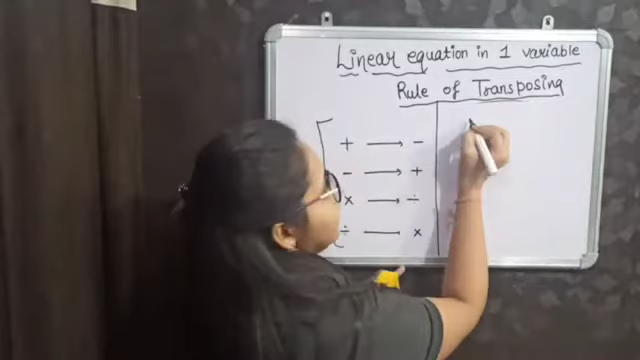 Linear equation in 1 variable
Rule of Transposing
+ → -
- → +
x → ÷
÷ — x